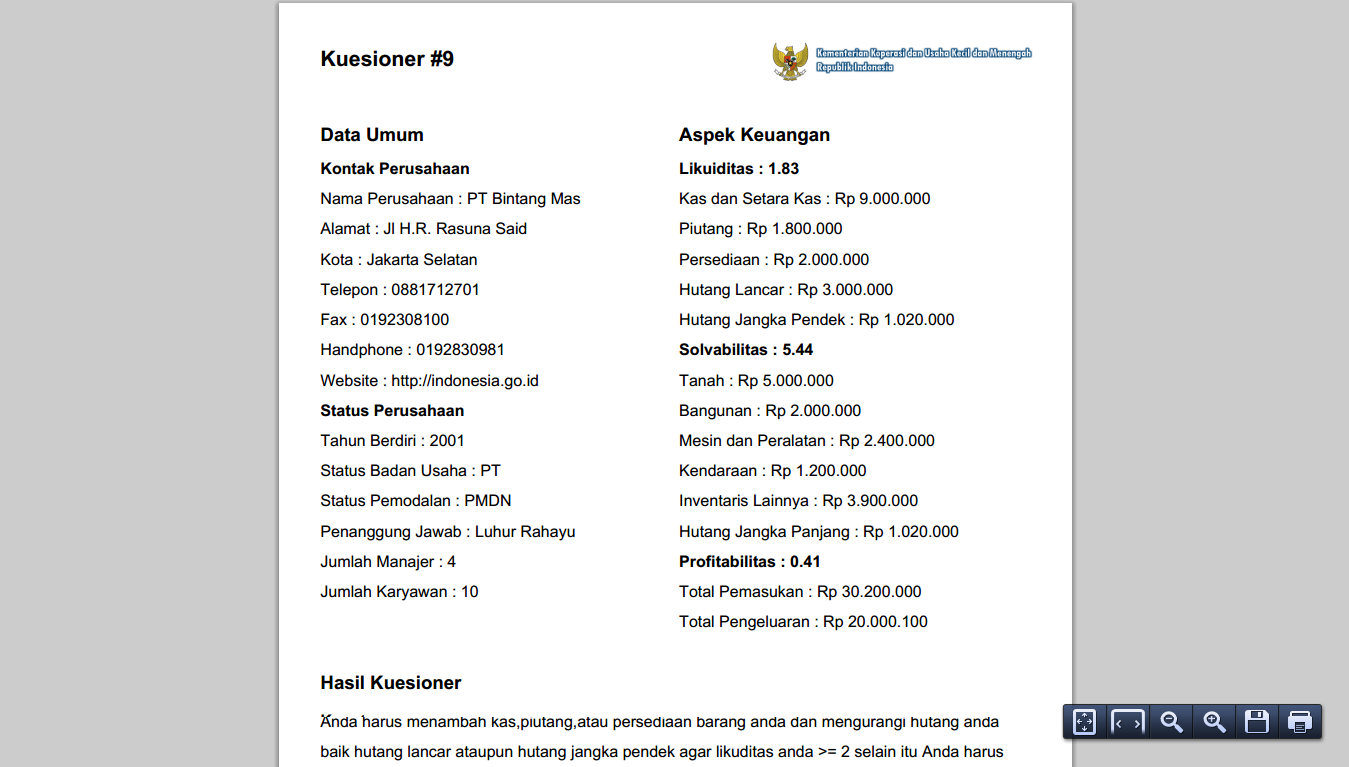 Kuesioner #9
Kementerian Koperasi dan Usaha Kecil dan Menengah
Republik Indonesia
Data Umum
Kontak Perusahaan
Nama Perusahaan : PT Bintang Mas
Alamat : Jl H.R. Rasuna Said
Kota : Jakarta Selatan
Telepon : 0881712701
Fax : 0192308100
Handphone : 0192830981
Website : http://indonesia.go.id
Status Perusahaan
Tahun Berdiri : 2001
Status Badan Usaha : PT
Status Pemodalan : PMDN
Penanggung Jawab : Luhur Rahayu
Jumlah Manajer : 4
Jumlah Karyawan : 10
Aspek Keuangan
Likuiditas : 1.83
Kas dan Setara Kas : Rp 9.000.000
Piutang : Rp 1.800.000
Persediaan : Rp 2.000.000
Hutang Lancar : Rp 3.000.000
Hutang Jangka Pendek : Rp 1.020.000
Solvabilitas : 5.44
Tanah : Rp 5.000.000
Bangunan : Rp 2.000.000
Mesin dan Peralatan : Rp 2.400.000
Kendaraan : Rp 1.200.000
Inventaris Lainnya : Rp 3.900.000
Hutang Jangka Panjang : Rp 1.020.000
Profitabilitas : 0.41
Total Pemasukan : Rp 30.200.000
Total Pengeluaran : Rp 20.000.100
Hasil Kuesioner
Anda harus menambah kas,piutang,atau persediaan barang anda dan mengurangi hutang anda
baik hutang lancar ataupun hutang jangka pendek agar likuditas anda >= 2 selain itu Anda harus